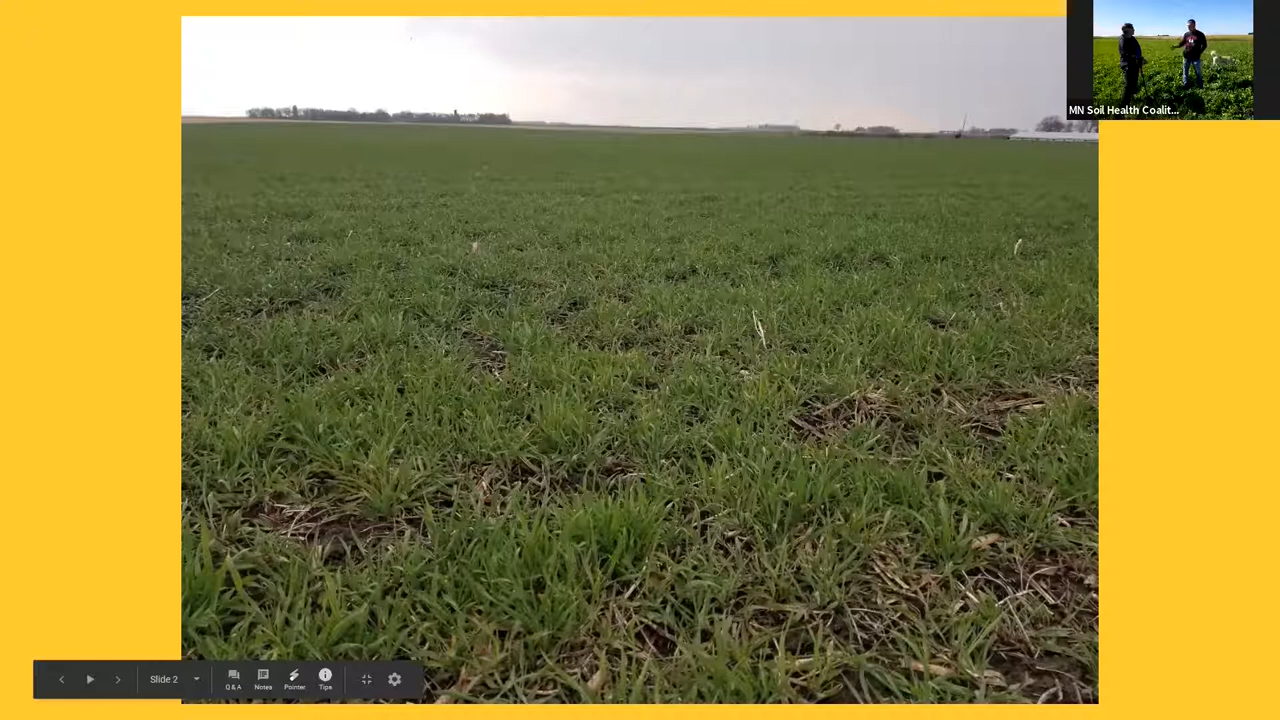 MN Soil Health Coalit...
Slide 2
Q&A
Notes
Pointer
Tips